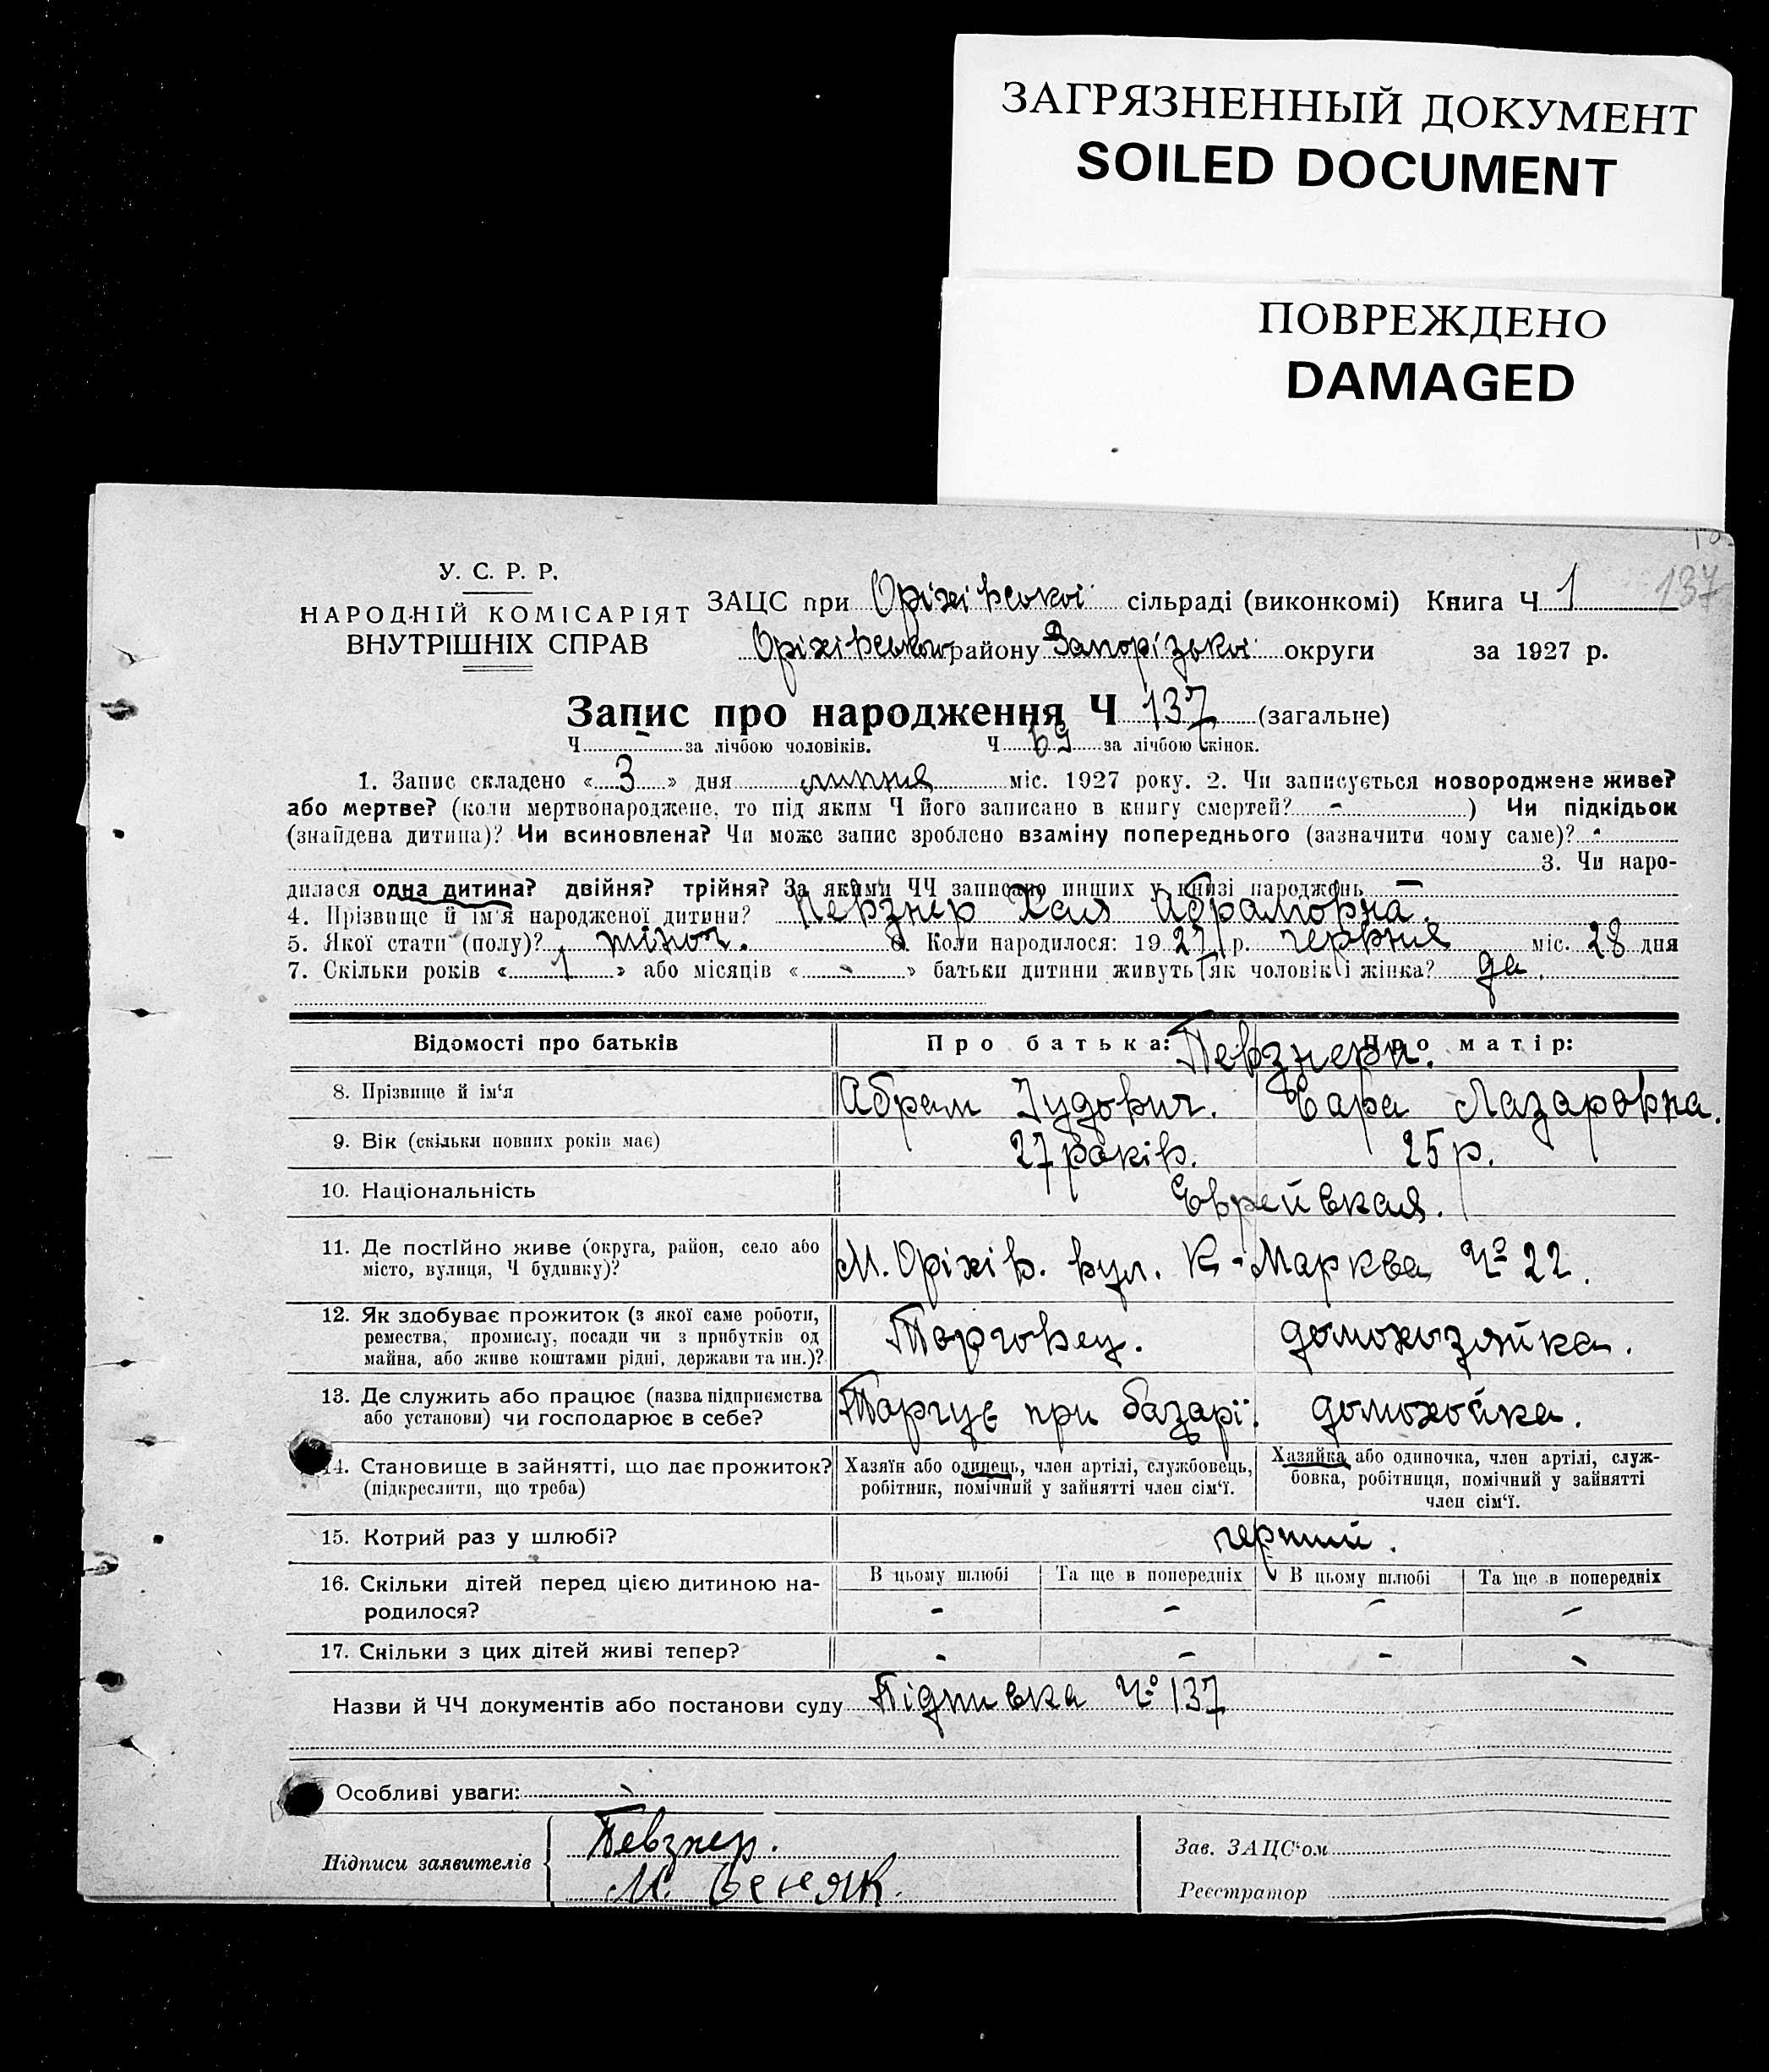 ЗАГРЯЗНЕННЫЙ ДОКУМЕНТ
SOILED DOCUMENT
ПОВРЕЖДЕНО
DAMAGED
137
У. С. Р. Р.
НАРОДНІЙ КОМІСАРІЯТ
ВНУТРІШНІХ СПРАВ
ЗАЦС при Оріхівської сільраді (виконкомі) Книга Ч 1
Оріхівського району Запорізької округи за 1927 р.
Запис про народження Ч 137 (загальне)
Ч - за лічбою чоловіків. Ч 69 за лічбою жінок.
1. Запис складено «3» дня липня міс. 1927 року. 2. Чи записується новороджене живе?
або мертве? (коли мертвонароджене, то під яким Ч його записано в книгу смертей? - ) Чи підкідьок
(знайдена дитина)? Чи всиновлена? Чи може запис зроблено взаміну попереднього (зазначити чому саме)? -
3. Чи наро-
дилася одна дитина? двійня? трійня? За якими ЧЧ записано инших у книзі народжень —
4. Прізвище й ім'я народженої дитини? Певзнер Хая Абрамовна.
5. Якої стати (полу)? жіноч. 6. Коли народилося: 1927 р. червня міс. 28 дня
7. Скільки років «1» або місяців «-» батьки дитини живуть як чоловік і жінка? да.
Відомості про батьків Про батька: Певзнери. Про матір:
8. Прізвище й ім'я Абрам Іудович. Сара Лазаровна.
9. Вік (скільки повних років має) 27 років. 25 р.
10. Національність Еврейская.
11. Де постійно живе (округа, район, село або
місто, вулиця, Ч будинку)? М. Оріхів. вул. К-Маркса № 22.
12. Як здобуває прожиток (з якої саме роботи,
ремества, промислу, посади чи з прибутків од
майна, або живе коштами рідні, держави та ин.)? Торговец. домохозяйка.
13. Де служить або працює (назва підприємства
або установи) чи господарює в себе? Торгує при базарі. домохойка.
14. Становище в зайнятті, що дає прожиток?
(підкреслити, що треба)
Хазяїн або одинець, член артілі, службовець,
робітник, помічний у зайнятті член сім'ї.
Хазяйка або одиночка, член артілі, служ-
бовка, робітниця, помічний у зайнятті
член сім'ї.
15. Котрий раз у шлюбі? перший.
16. Скільки дітей перед цією дитиною на-
родилося?
В цьому шлюбі Та ще в попередніх В цьому шлюбі Та ще в попередніх
- - - -
17. Скільки з цих дітей живі тепер? - - - -
Назви й ЧЧ документів або постанови суду Підписка № 137
Особливі уваги: -
Підписи заявителів
Певзнер.
М.
Зав. ЗАЦС'ом
Реєстратор